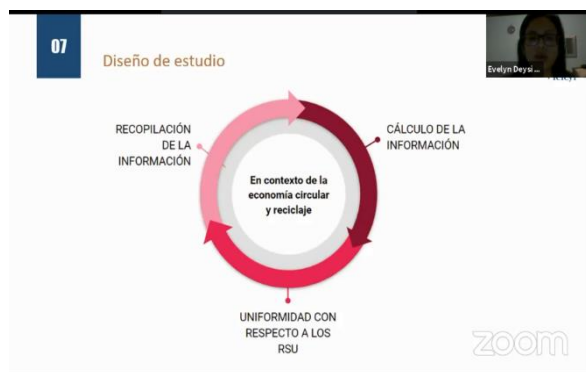 07
Diseño de estudio
Evelyn Deysi ...
RECOPILACIÓN
DE LA
INFORMACIÓN
CÁLCULO DE LA
INFORMACIÓN
En contexto de la
economía circular
y reciclaje
UNIFORMIDAD CON
RESPECTO A LOS
RSU
zoom